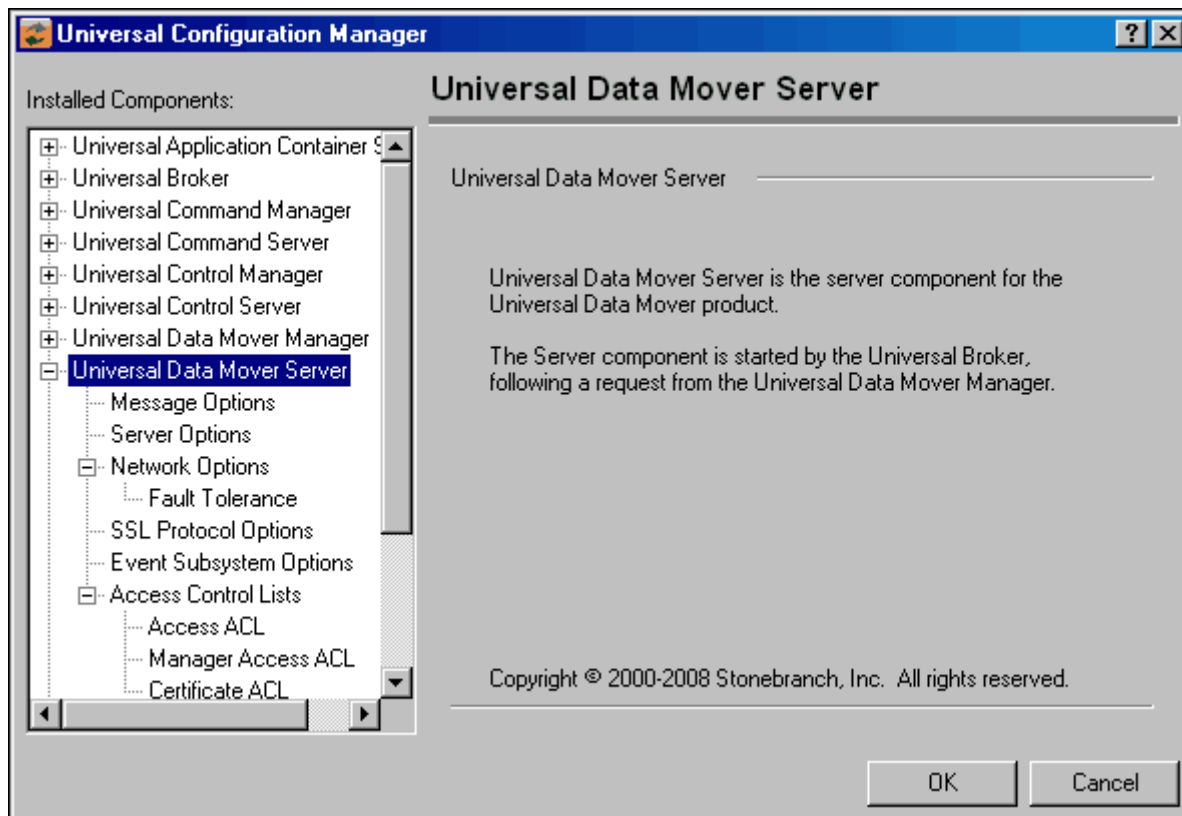 Universal Configuration Manager
Installed Components:
Universal Application Container S
Universal Broker
Universal Command Manager
Universal Command Server
Universal Control Manager
Universal Control Server
Universal Data Mover Manager
Universal Data Mover Server
Message Options
Server Options
Network Options
Fault Tolerance
SSL Protocol Options
Event Subsystem Options
Access Control Lists
Access ACL
Manager Access ACL
Certificate ACL
Universal Data Mover Server
Universal Data Mover Server
Universal Data Mover Server is the server component for the
Universal Data Mover product.
The Server component is started by the Universal Broker,
following a request from the Universal Data Mover Manager.
Copyright © 2000-2008 Stonebranch, Inc. All rights reserved.
OK
Cancel